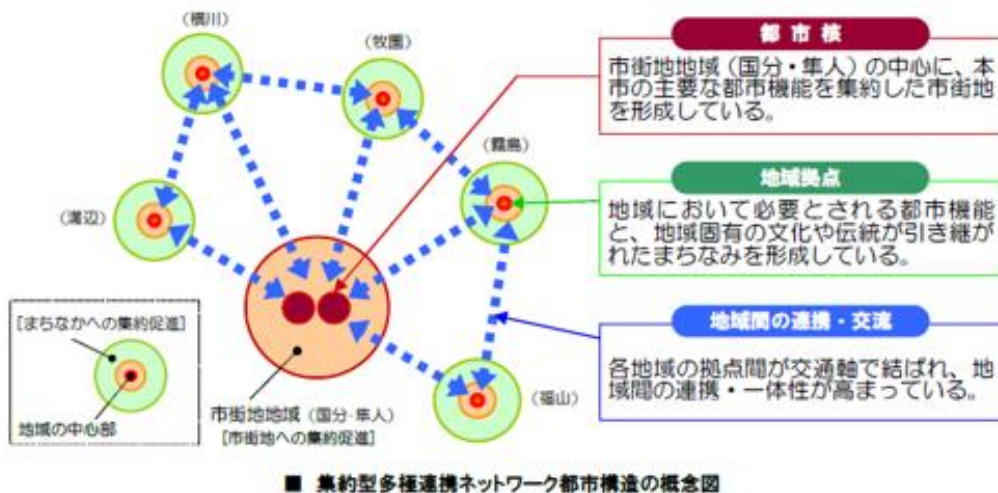 (横川)
(牧園)
(霧島)
(溝辺)
(福山)
都市核
市街地地域(国分・隼人)の中心に、本
市の主要な都市機能を集約した市街地
を形成している。
地域拠点
地域において必要とされる都市機能
と、地域固有の文化や伝統が引き継が
れたまちなみを形成している。
地域間の連携・交流
各地域の拠点間が交通軸で結ばれ、地
域間の連携・一体性が高まっている。
[まちなかへの集約促進]
地域の中心部
市街地地域(国分・隼人)
[市街地への集約促進]
■ 集約型多極連携ネットワーク都市構造の概念図